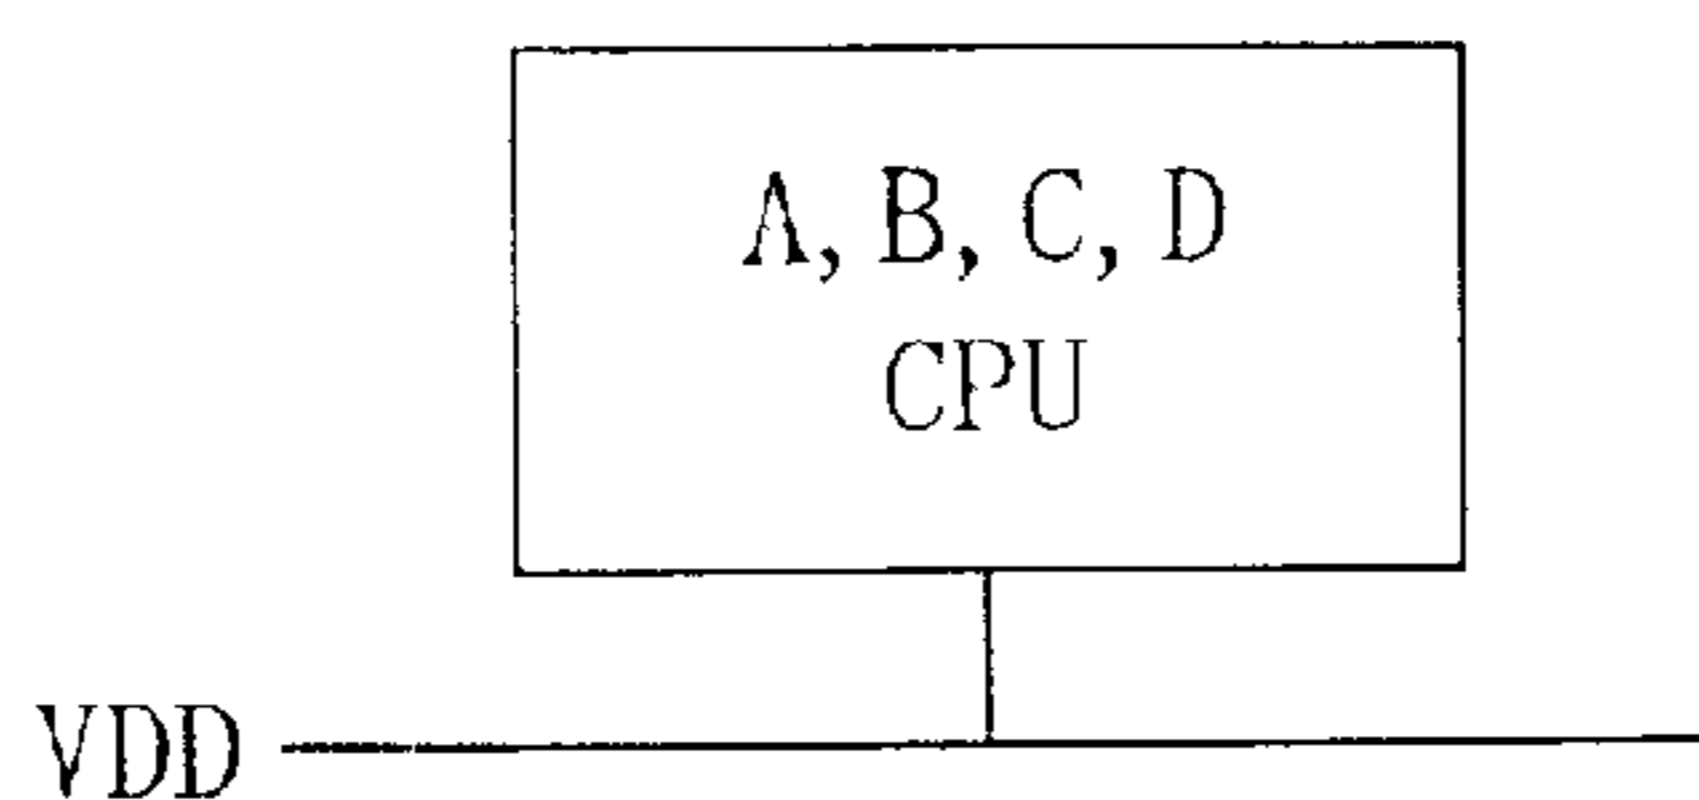 A, B, C, D
CPU
VDD